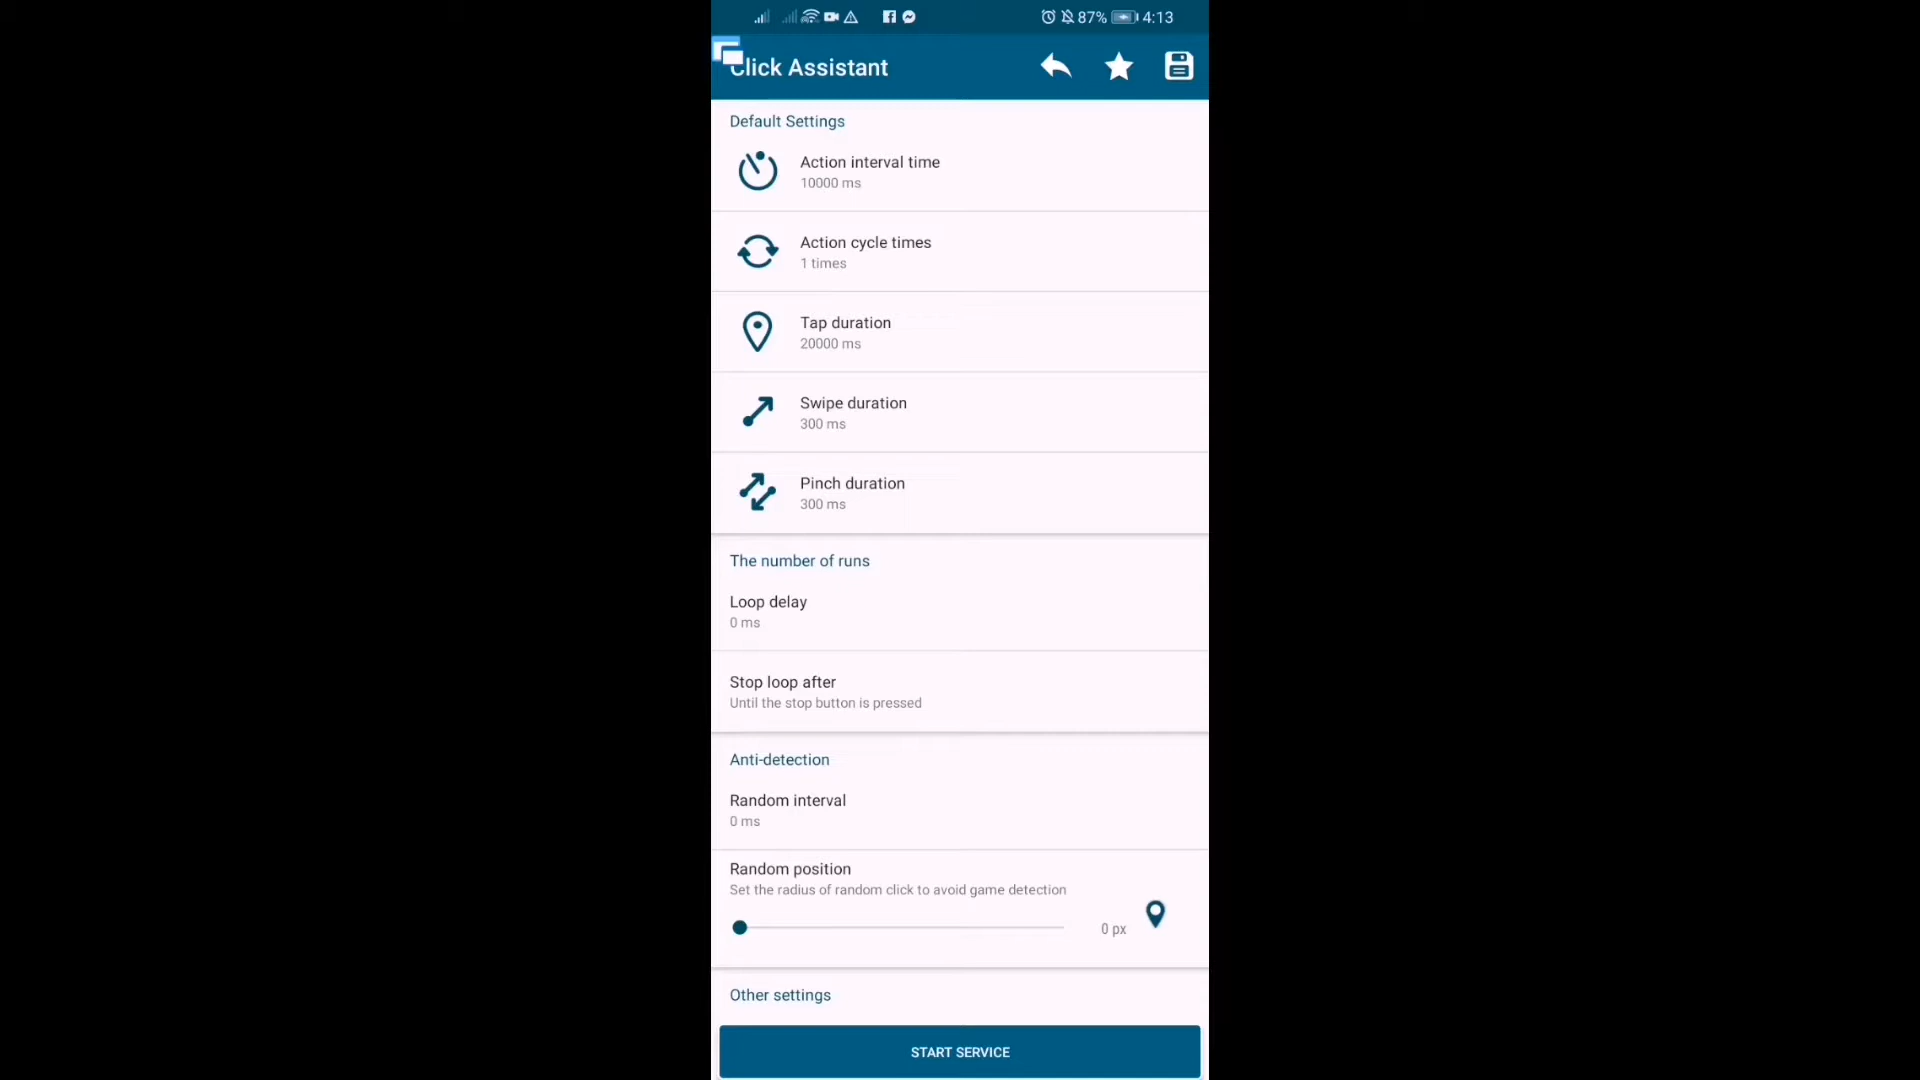 87% 4:13
Click Assistant
Default Settings
Action interval time
10000 ms
Action cycle times
1 times
Tap duration
20000 ms
Swipe duration
300 ms
Pinch duration
300 ms
The number of runs
Loop delay
0 ms
Stop loop after
Until the stop button is pressed
Anti-detection
Random interval
0 ms
Random position
Set the radius of random click to avoid game detection
0 px
Other settings
START SERVICE